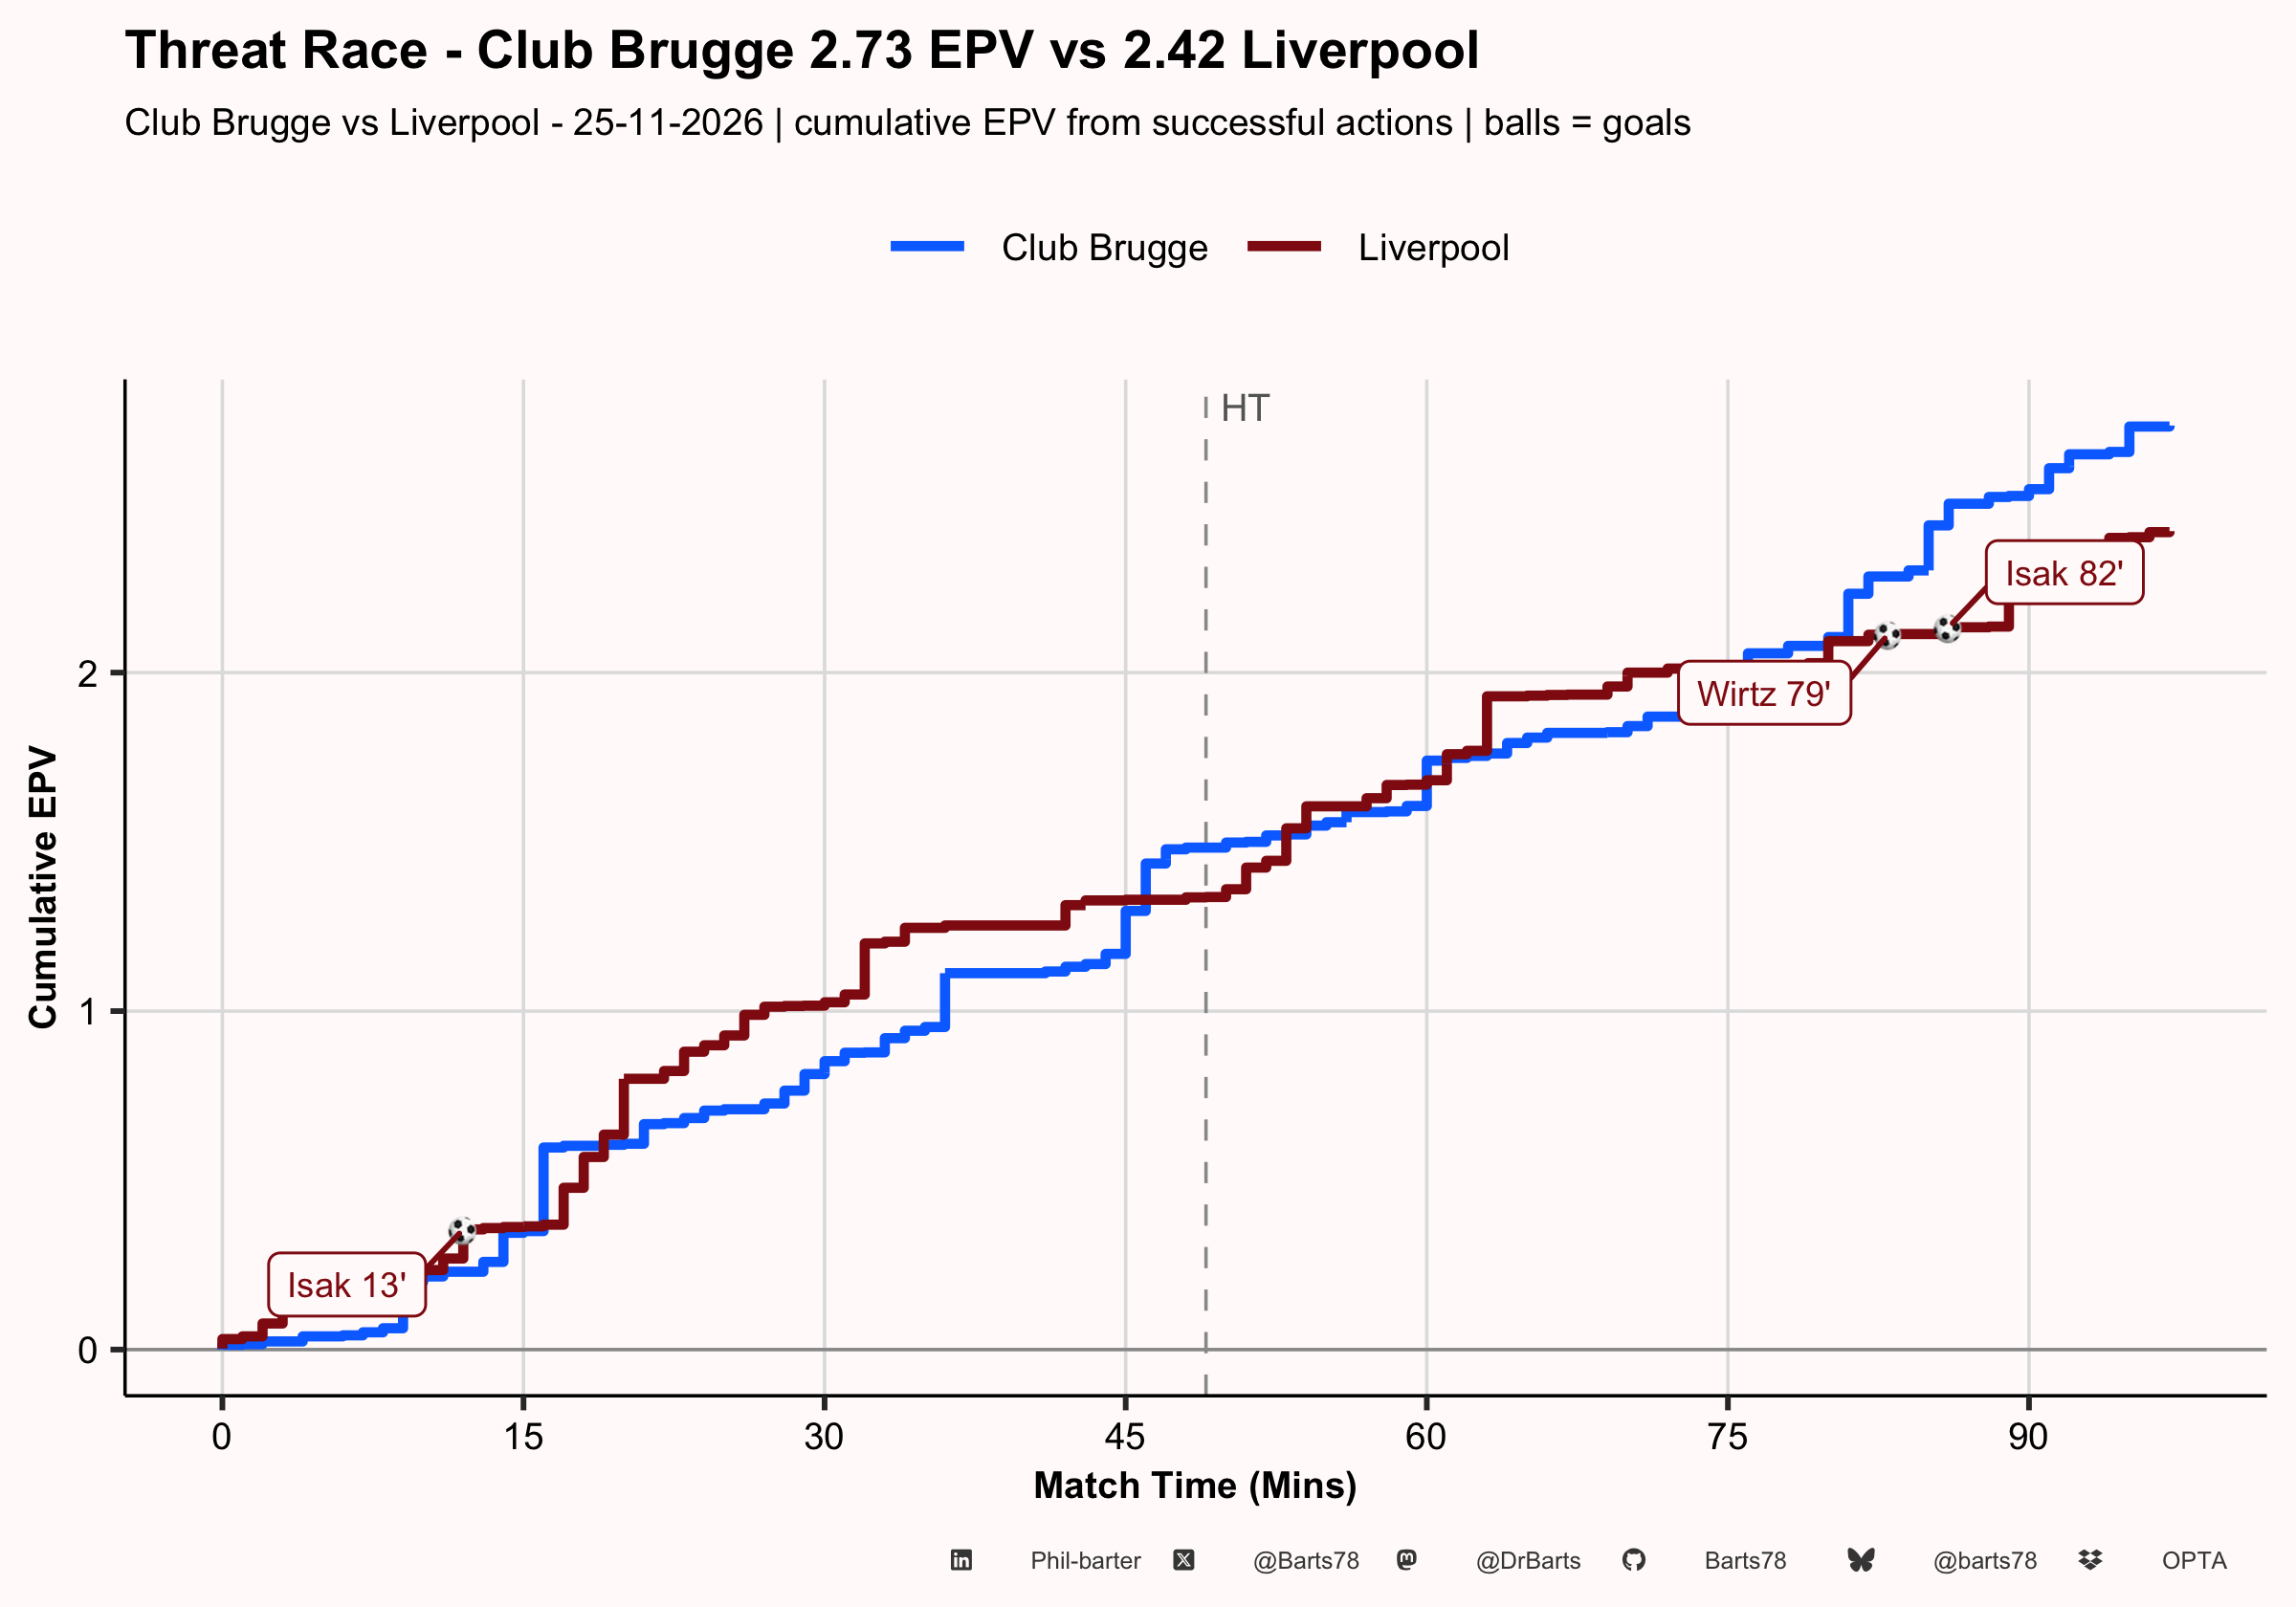 Threat Race - Club Brugge 2.73 EPV vs 2.42 Liverpool
Club Brugge vs Liverpool - 25-11-2026 | cumulative EPV from successful actions | balls = goals
Club Brugge Liverpool
HT
Isak 82'
Wirtz 79'
Isak 13'
Cumulative EPV
2
1
0
0 15 30 45 60 75 90
Match Time (Mins)
Phil-barter @Barts78 @DrBarts Barts78 @barts78 OPTA